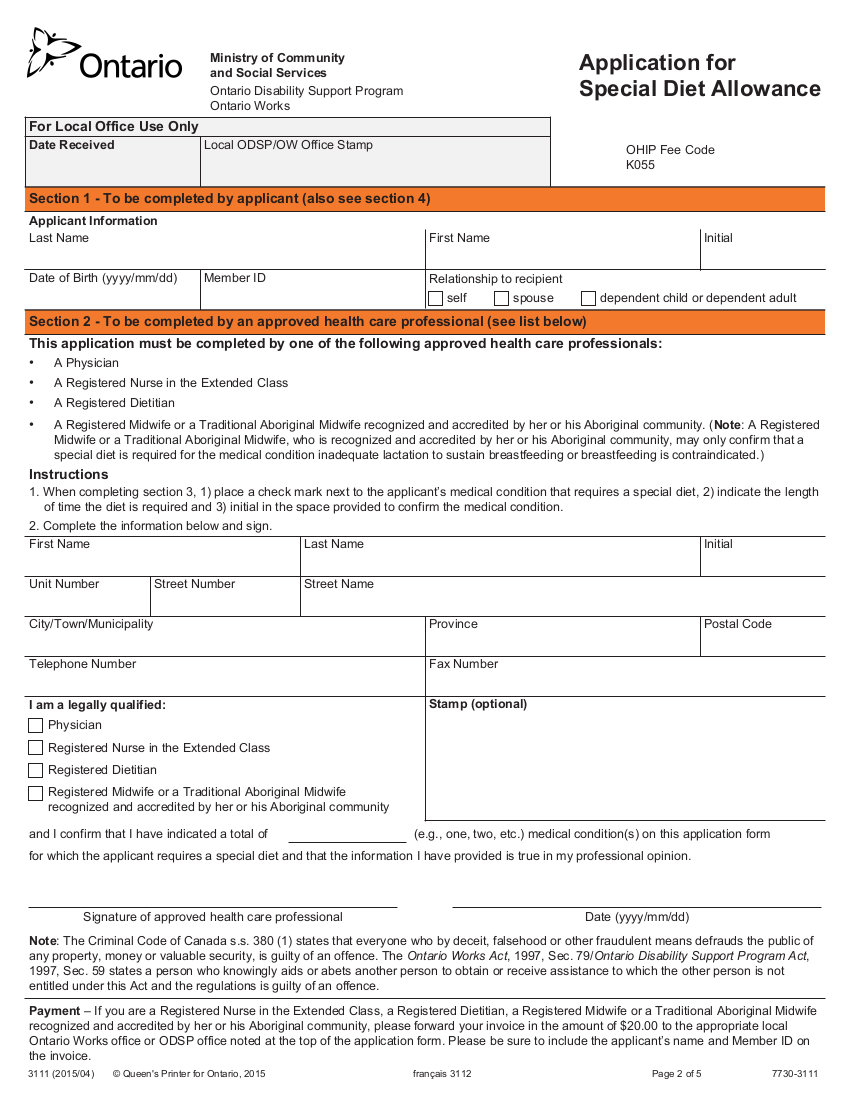 Ontario
Ministry of Community
and Social Services
Ontario Disability Support Program
Ontario Works
Application for
Special Diet Allowance
For Local Office Use Only
Date Received
Local ODSP/OW Office Stamp
OHIP Fee Code
K055
Section 1 - To be completed by applicant (also see section 4)
Applicant Information
Last Name
First Name
Initial
Date of Birth (yyyy/mm/dd)
Member ID
Relationship to recipient
self
spouse
dependent child or dependent adult
Section 2 - To be completed by an approved health care professional (see list below)
This application must be completed by one of the following approved health care professionals:
• A Physician
• A Registered Nurse in the Extended Class
• A Registered Dietitian
• A Registered Midwife or a Traditional Aboriginal Midwife recognized and accredited by her or his Aboriginal community. (Note: A Registered
Midwife or a Traditional Aboriginal Midwife, who is recognized and accredited by her or his Aboriginal community, may only confirm that a
special diet is required for the medical condition inadequate lactation to sustain breastfeeding or breastfeeding is contraindicated.)
Instructions
1. When completing section 3, 1) place a check mark next to the applicant's medical condition that requires a special diet, 2) indicate the length
of time the diet is required and 3) initial in the space provided to confirm the medical condition.
2. Complete the information below and sign.
First Name
Last Name
Initial
Unit Number
Street Number
Street Name
City/Town/Municipality
Province
Postal Code
Telephone Number
Fax Number
I am a legally qualified:
Physician
Registered Nurse in the Extended Class
Registered Dietitian
Registered Midwife or a Traditional Aboriginal Midwife
recognized and accredited by her or his Aboriginal community
Stamp (optional)
and I confirm that I have indicated a total of (e.g., one, two, etc.) medical condition(s) on this application form
for which the applicant requires a special diet and that the information I have provided is true in my professional opinion.
Signature of approved health care professional
Date (yyyy/mm/dd)
Note: The Criminal Code of Canada s.s. 380 (1) states that everyone who by deceit, falsehood or other fraudulent means defrauds the public of
any property, money or valuable security, is guilty of an offence. The Ontario Works Act, 1997, Sec. 79/Ontario Disability Support Program Act,
1997, Sec. 59 states a person who knowingly aids or abets another person to obtain or receive assistance to which the other person is not
entitled under this Act and the regulations is guilty of an offence.
Payment – If you are a Registered Nurse in the Extended Class, a Registered Dietitian, a Registered Midwife or a Traditional Aboriginal Midwife
recognized and accredited by her or his Aboriginal community, please forward your invoice in the amount of $20.00 to the appropriate local
Ontario Works office or ODSP office noted at the top of the application form. Please be sure to include the applicant's name and Member ID on
the invoice.
3111 (2015/04) © Queen's Printer for Ontario, 2015 français 3112 Page 2 of 5 7730-3111